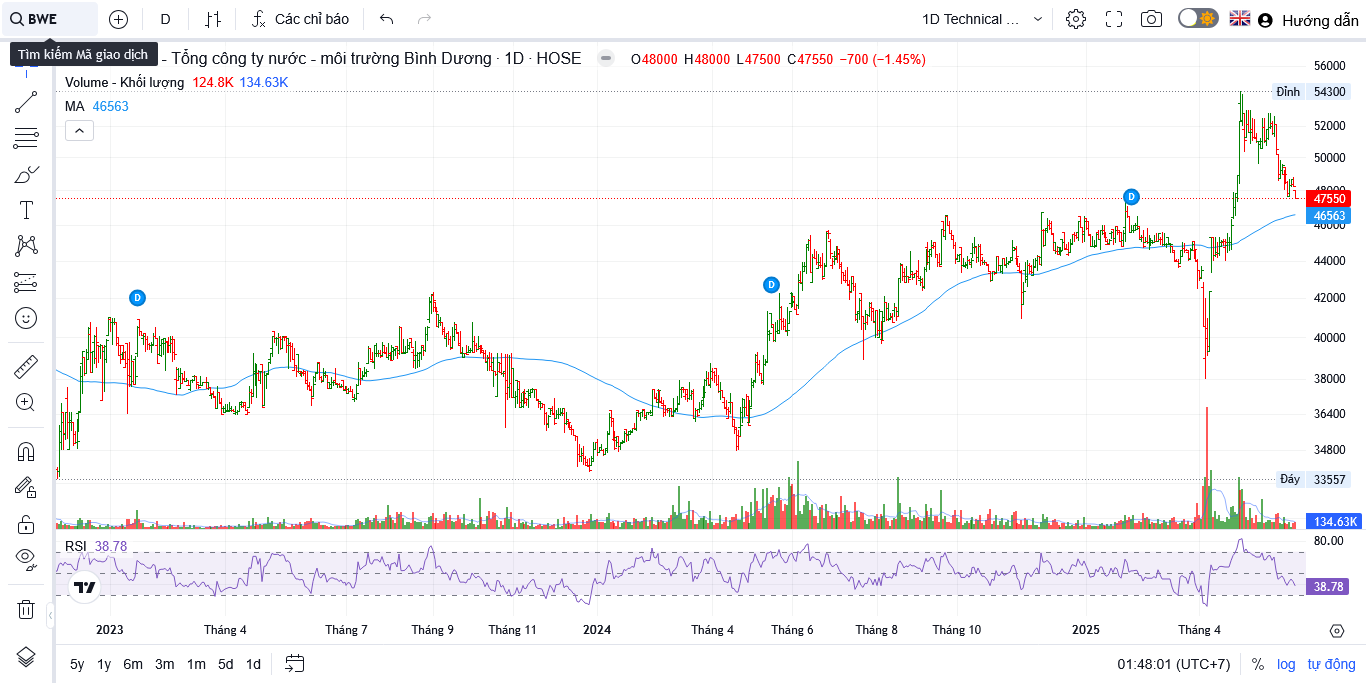 BWE
D
Các chỉ báo
1D Technical ...
Hướng dẫn
Tìm kiếm Mã giao dịch
- Tổng công ty nước - môi trường Bình Dương · 1D · HOSE
O48000 H48000 L47500 C47550 −700 (−1.45%)
Volume - Khối lượng 124.8K 134.63K
MA 46563
56000
Đỉnh 54300
52000
50000
48000
47550
46563
46000
44000
42000
40000
38000
36400
34800
Đáy 33557
134.63K
D
D
D
RSI 38.78
80.00
38.78
2023 Tháng 4 Tháng 7 Tháng 9 Tháng 11 2024 Tháng 4 Tháng 6 Tháng 8 Tháng 10 2025 Tháng 4
5y 1y 6m 3m 1m 5d 1d
01:48:01 (UTC+7) % log tự động